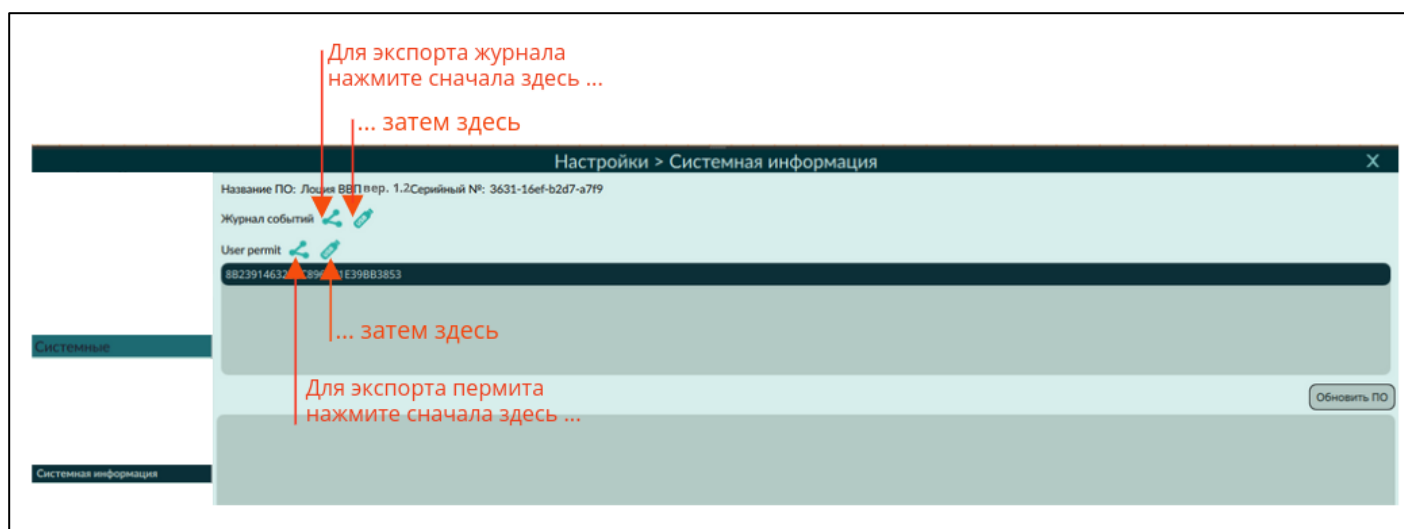 Для экспорта журнала
нажмите сначала здесь ...
... затем здесь
Настройки > Системная информация X
Название ПО: Лоция ВВП вер. 1.2 Серийный №: 3631-16ef-b2d7-a7f9
Журнал событий
User permit
... затем здесь
Системные
Для экспорта пермита
нажмите сначала здесь ...
Обновить ПО
Системная информация